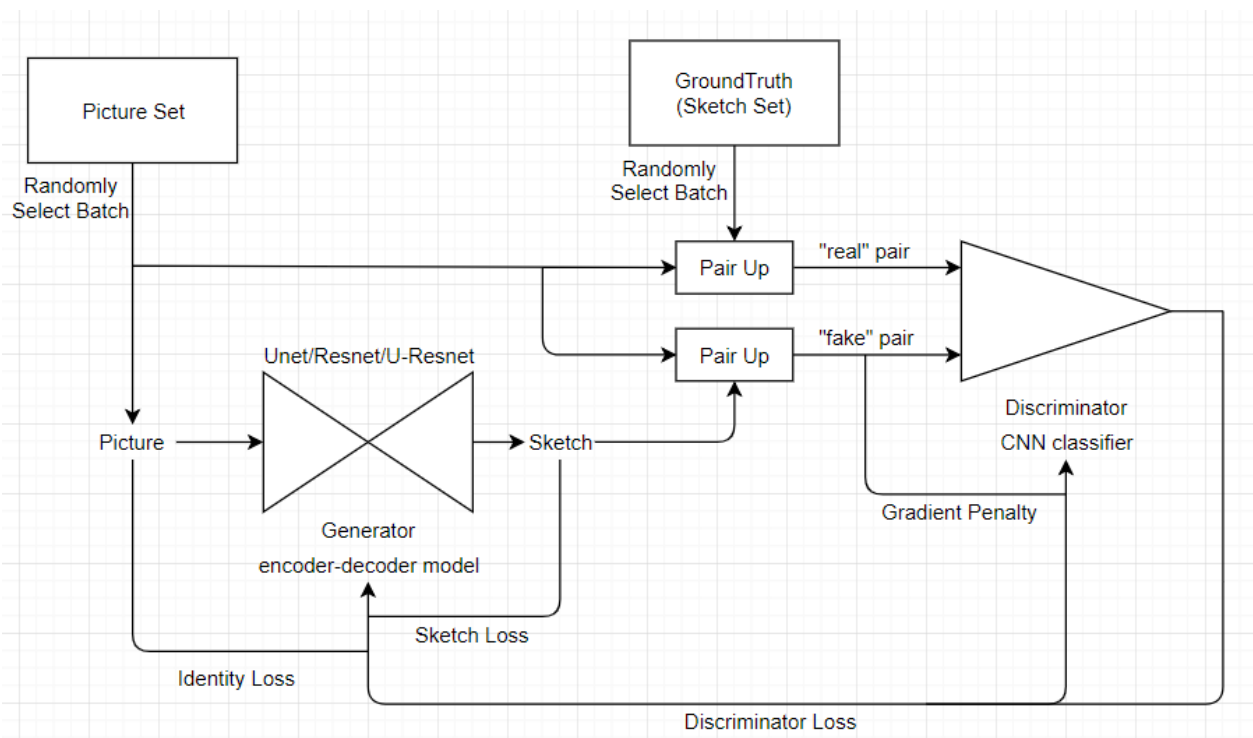 Picture Set
GroundTruth
(Sketch Set)
Randomly
Select Batch
Randomly
Select Batch
Pair Up
"real" pair
Pair Up
"fake" pair
Unet/Resnet/U-Resnet
Picture
Sketch
Discriminator
CNN classifier
Generator
encoder-decoder model
Gradient Penalty
Sketch Loss
Identity Loss
Discriminator Loss